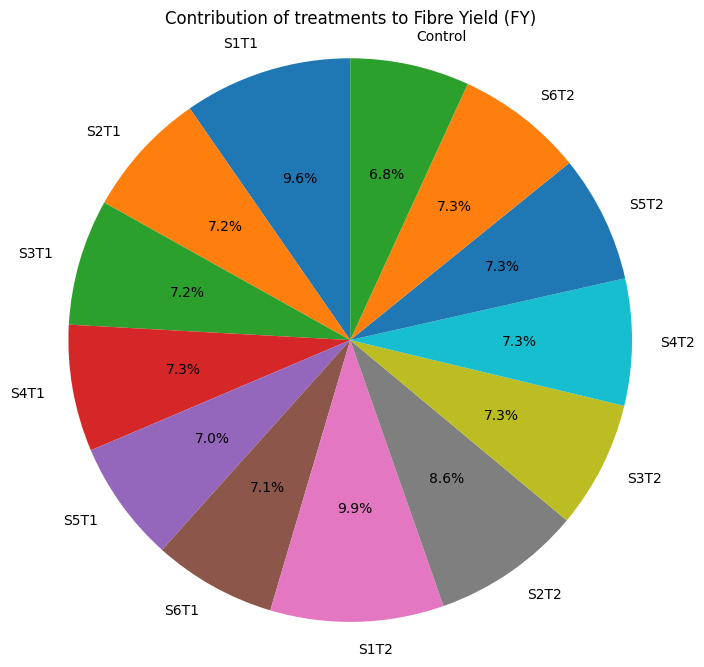 Contribution of treatments to Fibre Yield (FY)
Control
S1T1
S6T2
S2T1
S5T2
S3T1
S4T2
S4T1
S3T2
S5T1
S2T2
S6T1
S1T2
9.6%
6.8%
7.2%
7.3%
7.2%
7.3%
7.3%
7.3%
7.0%
7.3%
7.1%
8.6%
9.9%